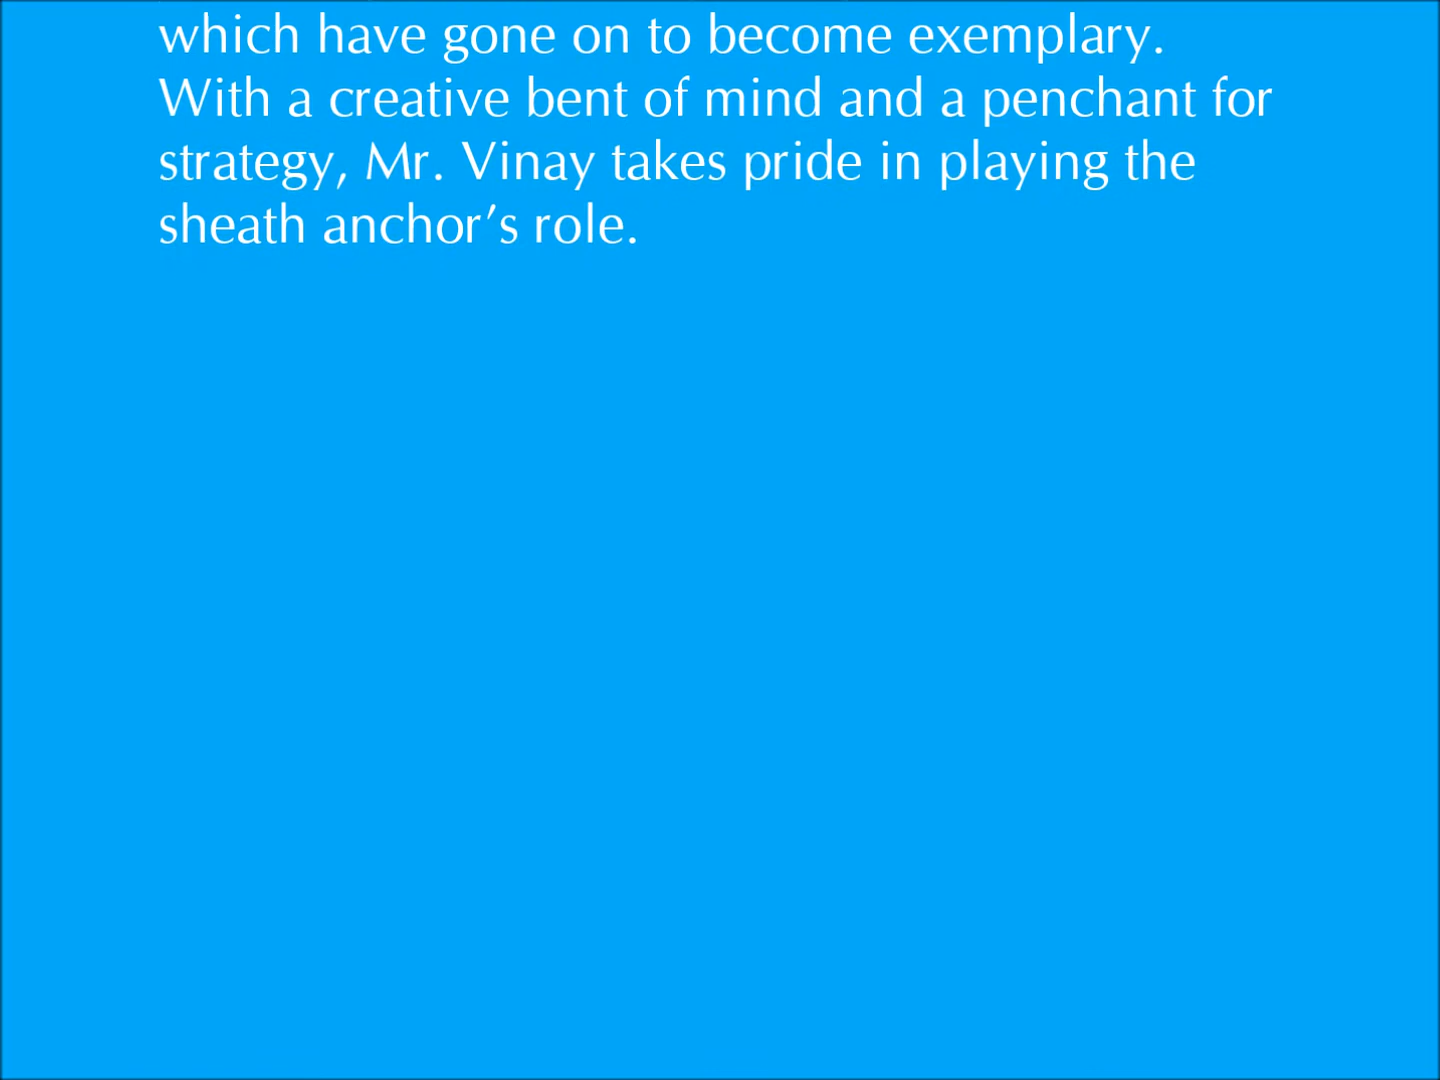 which have gone on to become exemplary.
With a creative bent of mind and a penchant for
strategy, Mr. Vinay takes pride in playing the
sheath anchor’s role.